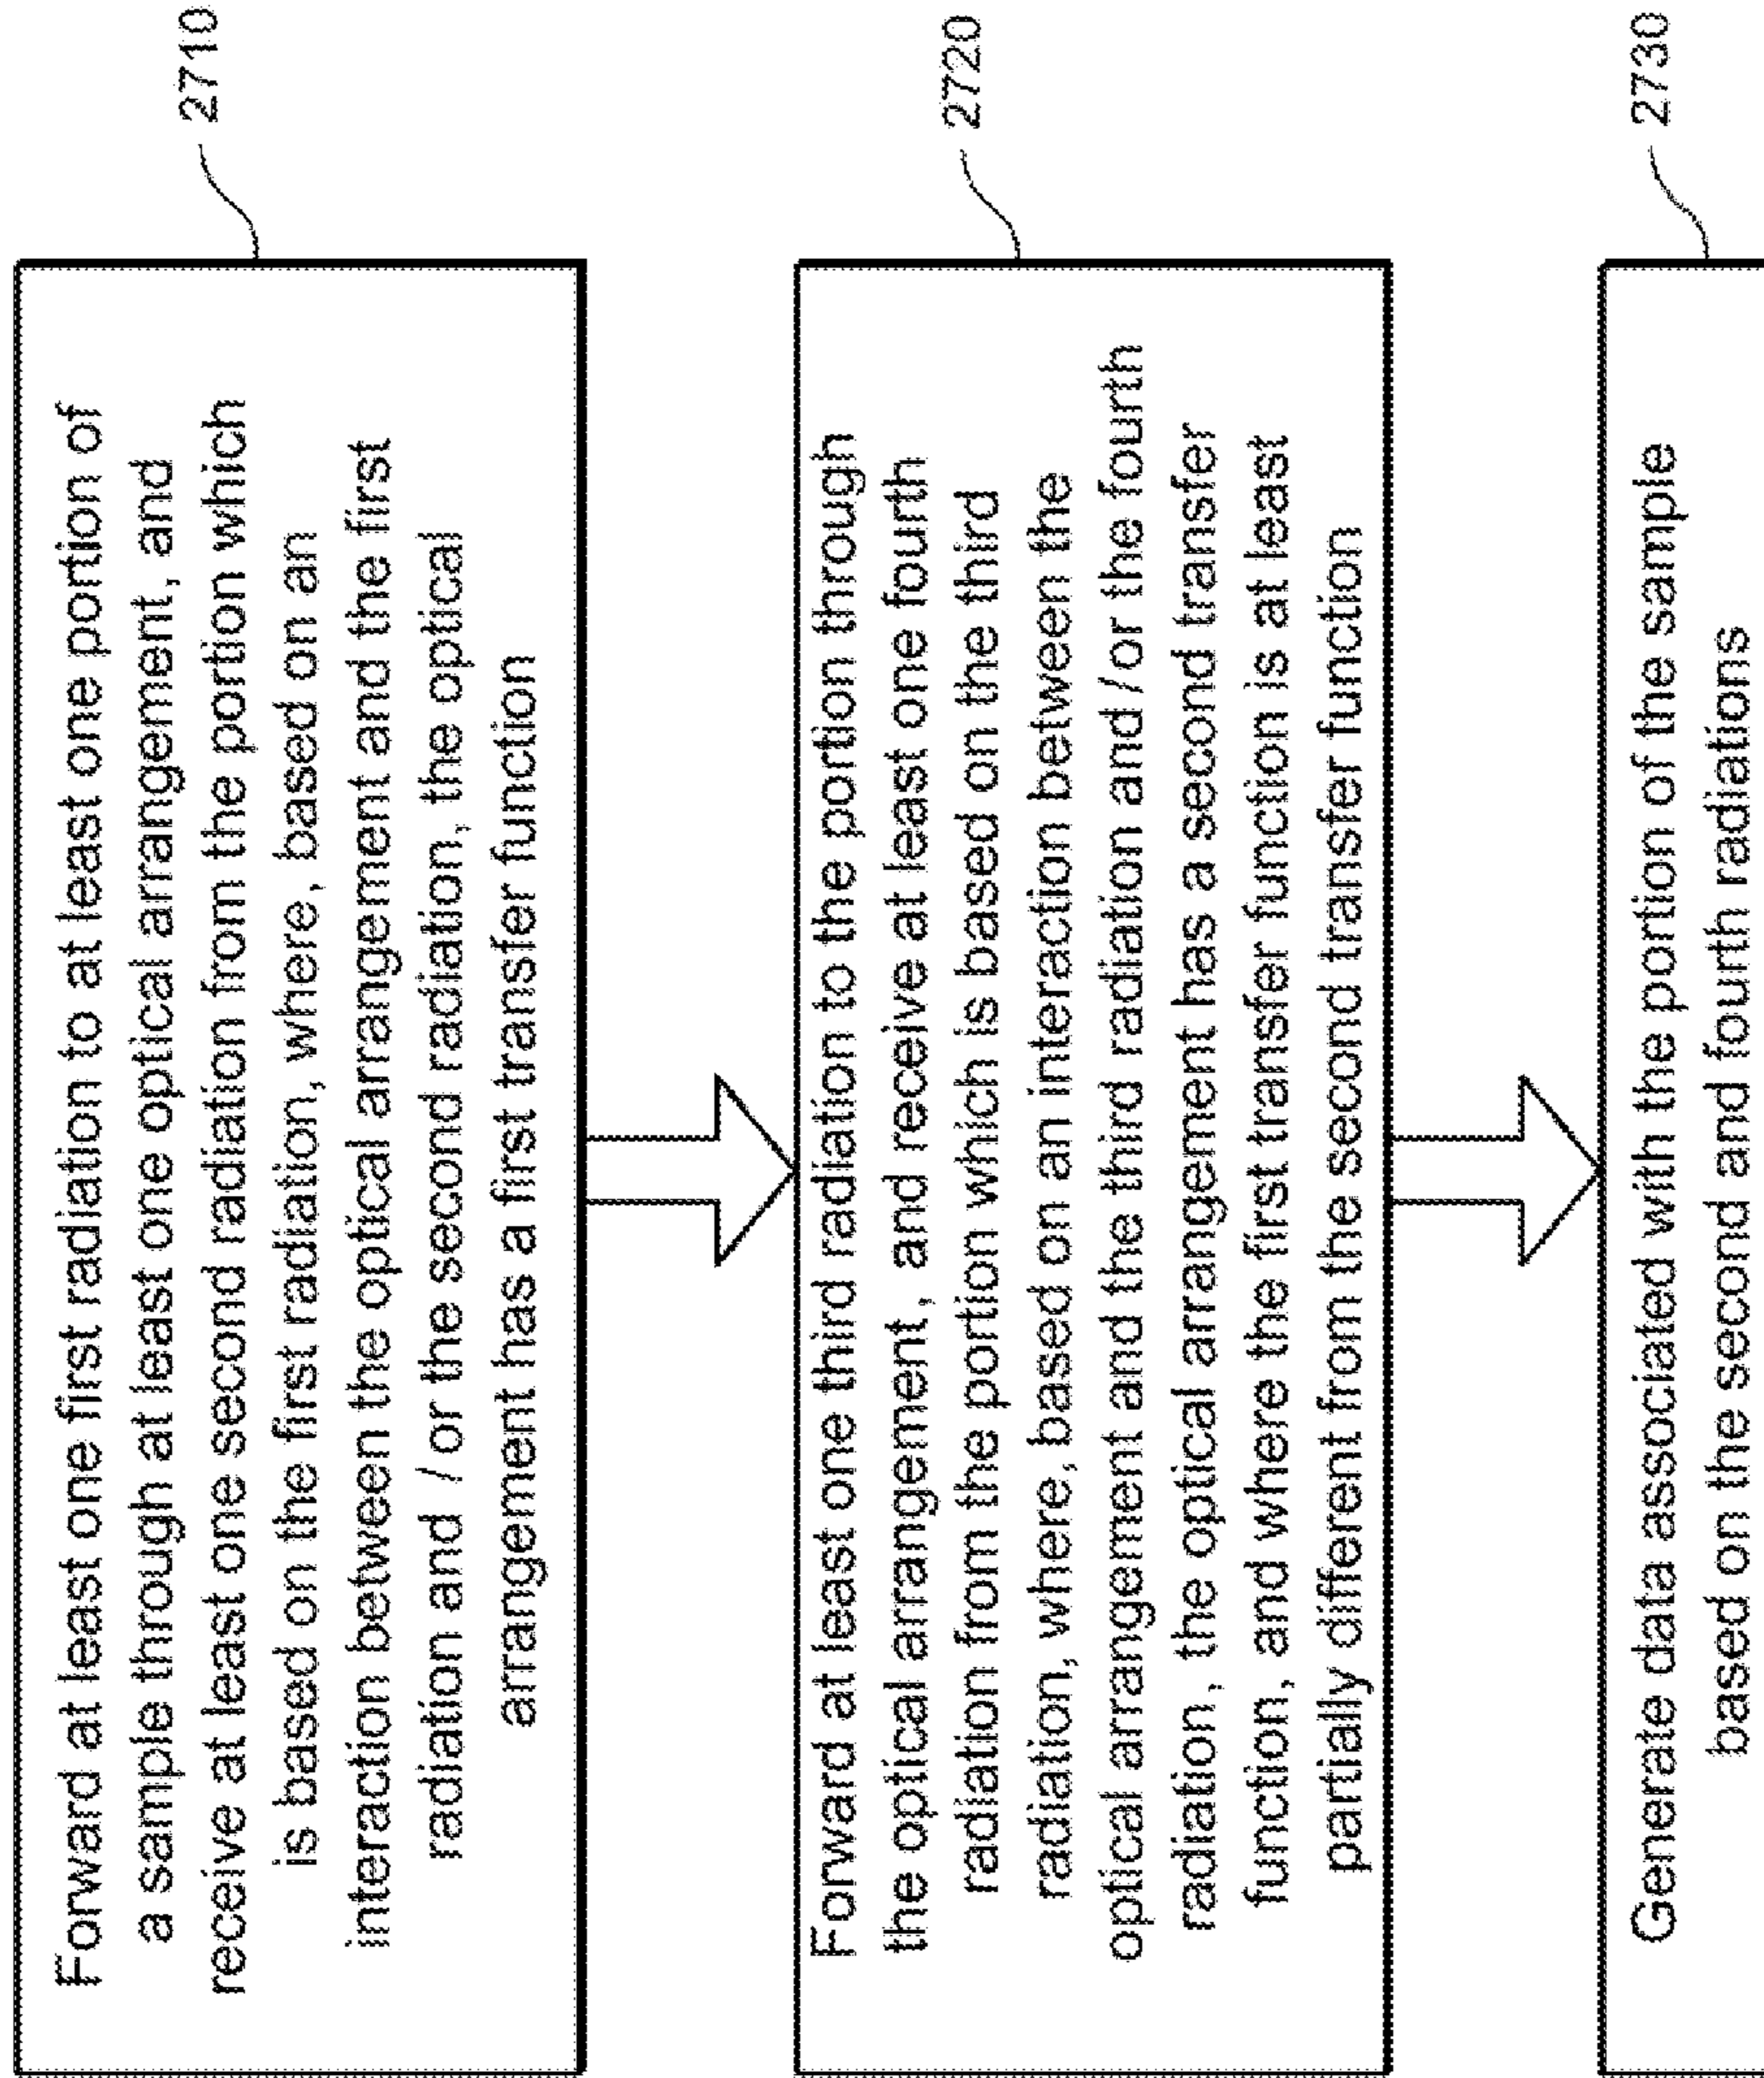 Forward at least one first radiation to at least one portion of
a sample through at least one optical arrangement, and
receive at least one second radiation from the portion which
is based on the first radiation, where, based on an
interaction between the optical arrangement and the first
radiation and / or the second radiation, the optical
arrangement has a first transfer function
2710
Forward at least one third radiation to the portion through
the optical arrangement, and receive at least one fourth
radiation from the portion which is based on the third
radiation, where, based on an interaction between the
optical arrangement and the third radiation and /or the fourth
radiation, the optical arrangement has a second transfer
function, and where the first transfer function is at least
partially different from the second transfer function
2720
Generate data associated with the portion of the sample
based on the second and fourth radiations
2730